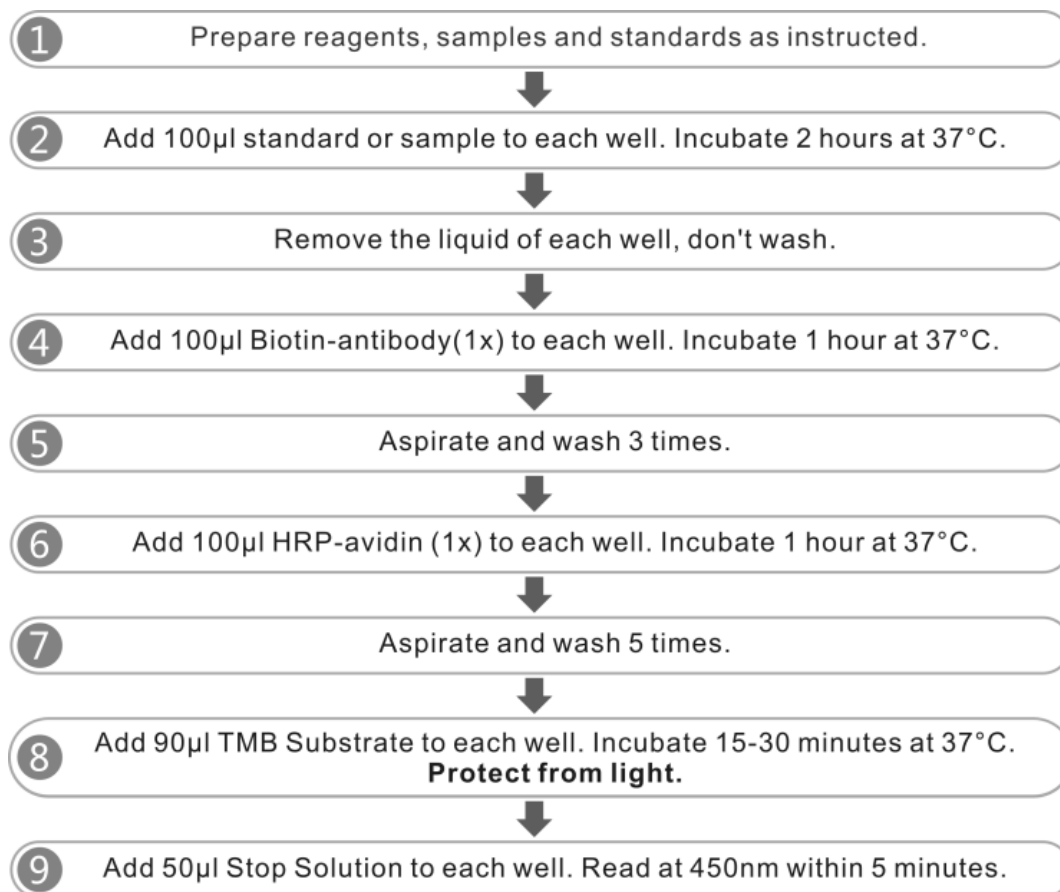 1 Prepare reagents, samples and standards as instructed.
2 Add 100µl standard or sample to each well. Incubate 2 hours at 37°C.
3 Remove the liquid of each well, don't wash.
4 Add 100µl Biotin-antibody(1x) to each well. Incubate 1 hour at 37°C.
5 Aspirate and wash 3 times.
6 Add 100µl HRP-avidin (1x) to each well. Incubate 1 hour at 37°C.
7 Aspirate and wash 5 times.
8 Add 90µl TMB Substrate to each well. Incubate 15-30 minutes at 37°C.
Protect from light.
9 Add 50µl Stop Solution to each well. Read at 450nm within 5 minutes.